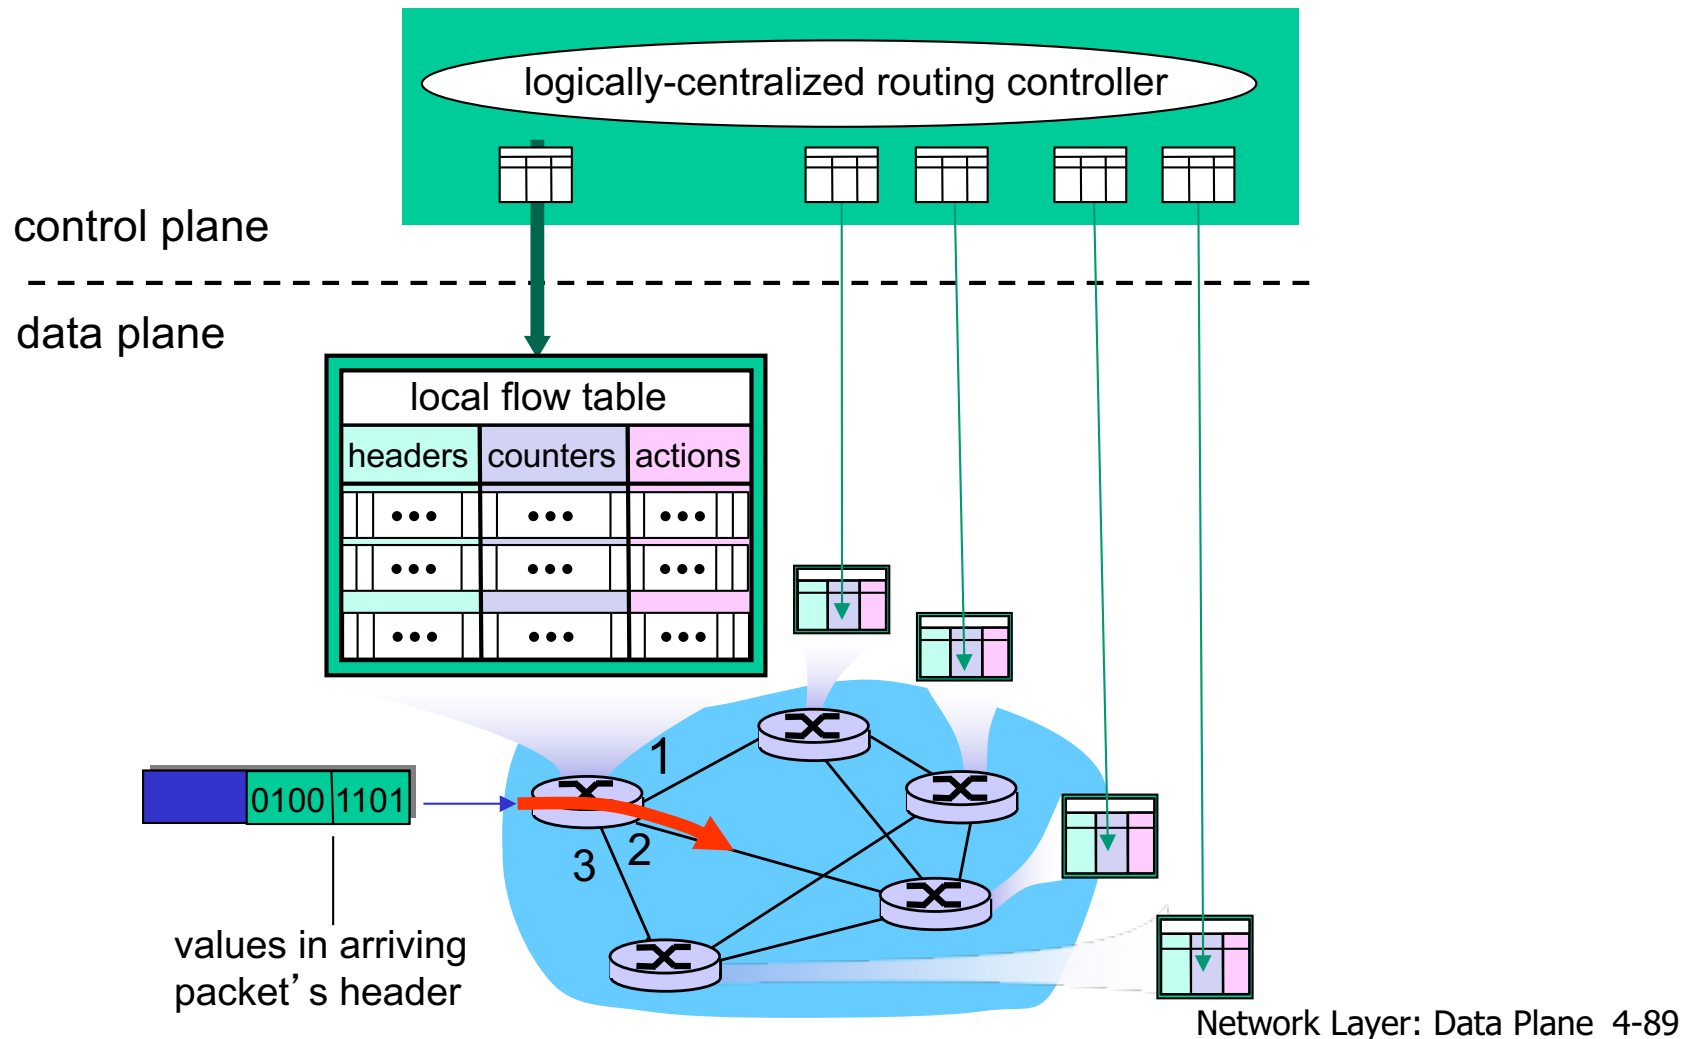 logically-centralized routing controller
control plane
data plane
local flow table
headers counters actions
1
2
3
0100 1101
values in arriving
packet’s header
Network Layer: Data Plane 4-89